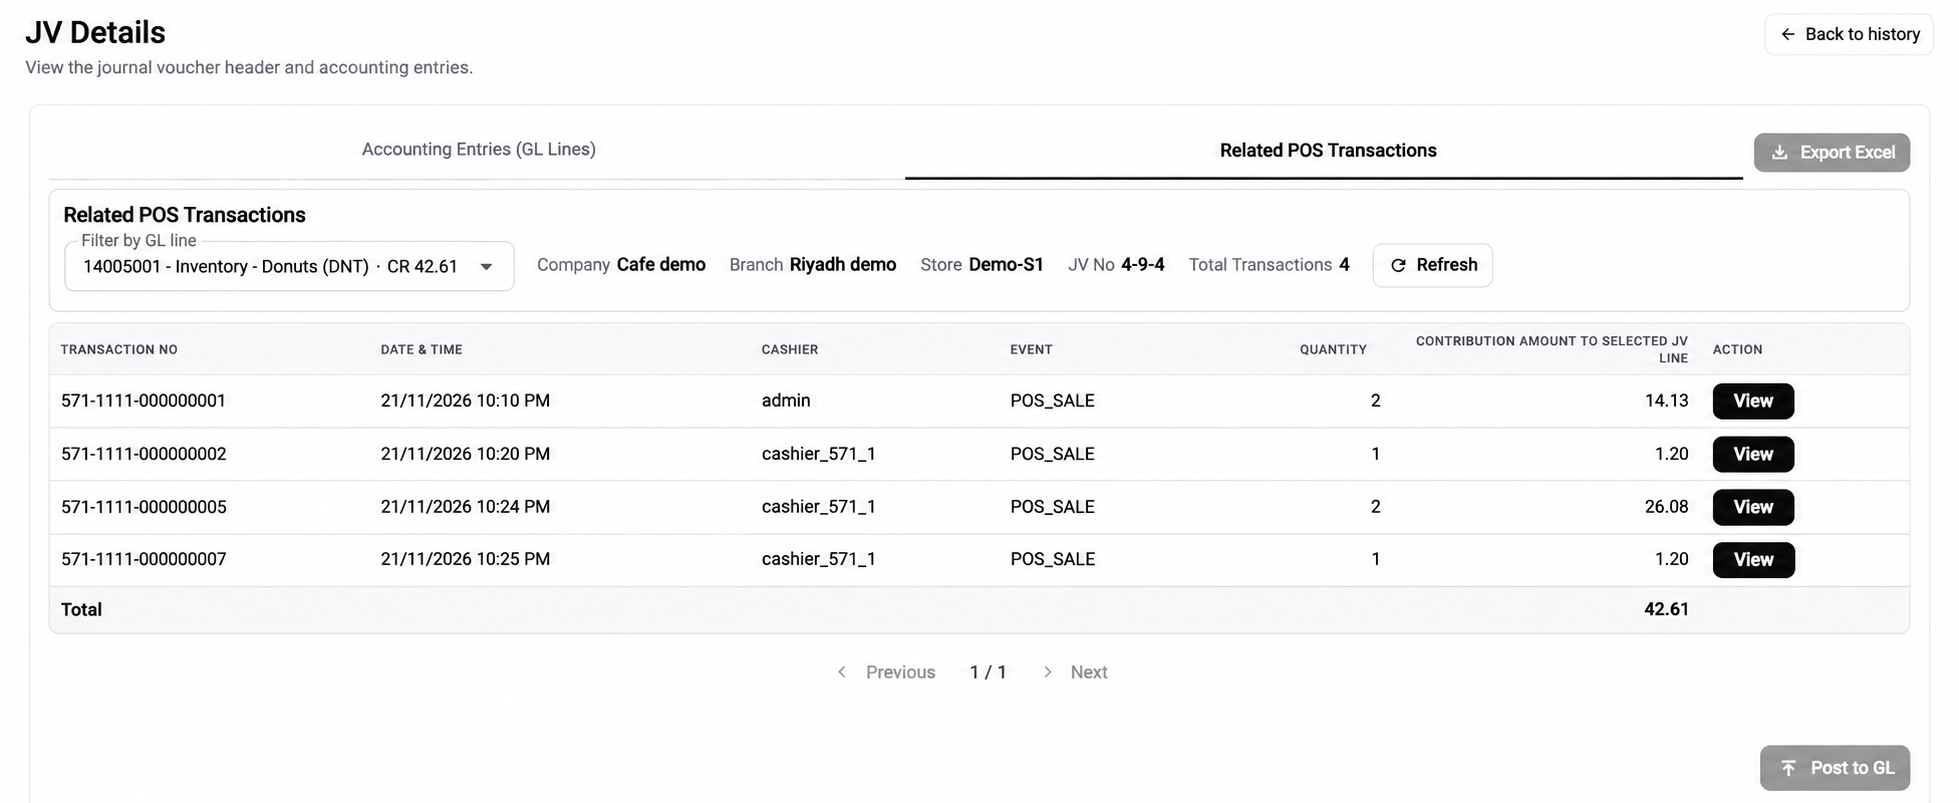 JV Details
Back to history
View the journal voucher header and accounting entries.
Accounting Entries (GL Lines)
Related POS Transactions
Export Excel
Related POS Transactions
Filter by GL line
14005001 - Inventory - Donuts (DNT) · CR 42.61
Company Cafe demo Branch Riyadh demo Store Demo-S1 JV No 4-9-4 Total Transactions 4 Refresh
TRANSACTION NO DATE & TIME CASHIER EVENT QUANTITY CONTRIBUTION AMOUNT TO SELECTED JV LINE ACTION
571-1111-000000001 21/11/2026 10:10 PM admin POS_SALE 2 14.13 View
571-1111-000000002 21/11/2026 10:20 PM cashier_571_1 POS_SALE 1 1.20 View
571-1111-000000005 21/11/2026 10:24 PM cashier_571_1 POS_SALE 2 26.08 View
571-1111-000000007 21/11/2026 10:25 PM cashier_571_1 POS_SALE 1 1.20 View
Total 42.61
Previous 1 / 1 Next
Post to GL